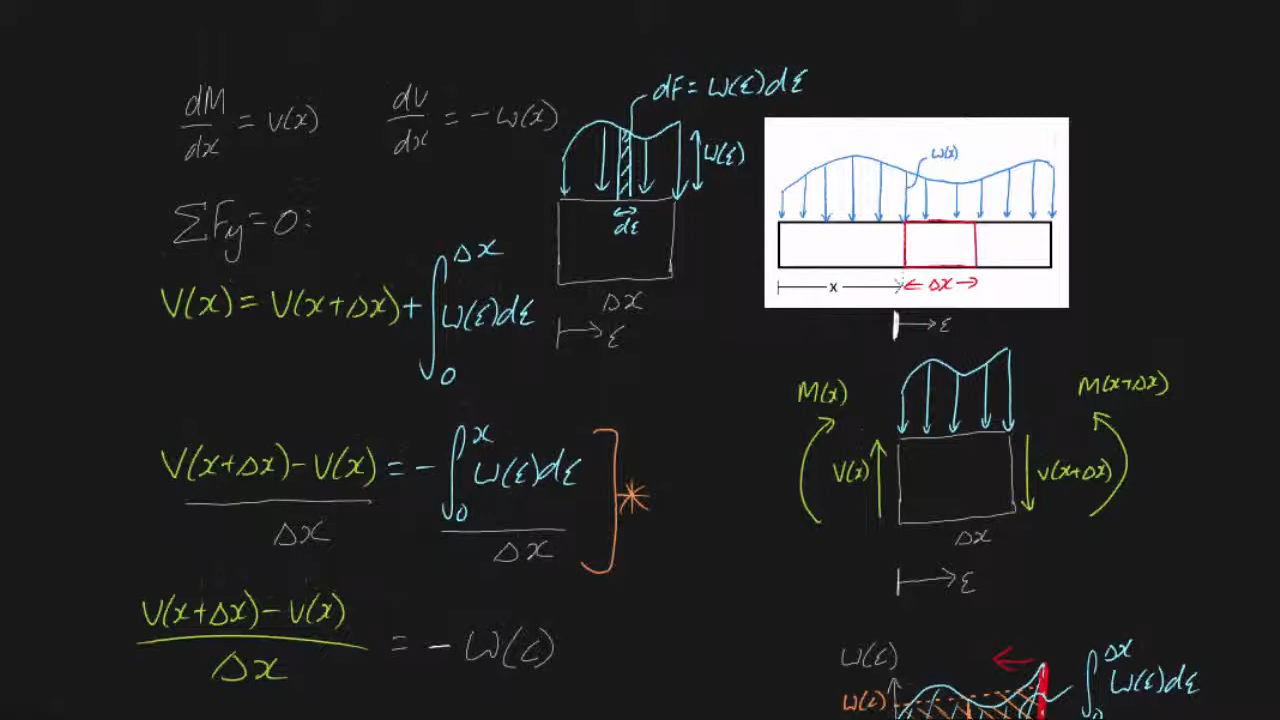 dM/dx = V(x)
dV/dx = -W(x)
dF = W(ε)dε
W(ε)
dε
Δx
ε
W(x)
x
Δx
ε
ΣFy = 0:
V(x) = V(x+Δx) + ∫₀^Δx W(ε)dε
(V(x+Δx) - V(x))/Δx = -(∫₀^x W(ε)dε)/Δx ] *
(V(x+Δx) - V(x))/Δx = -W(c)
M(x)
M(x+Δx)
V(x)
V(x+Δx)
Δx
ε
W(ε)
W(c)
∫₀^Δx W(ε)dε